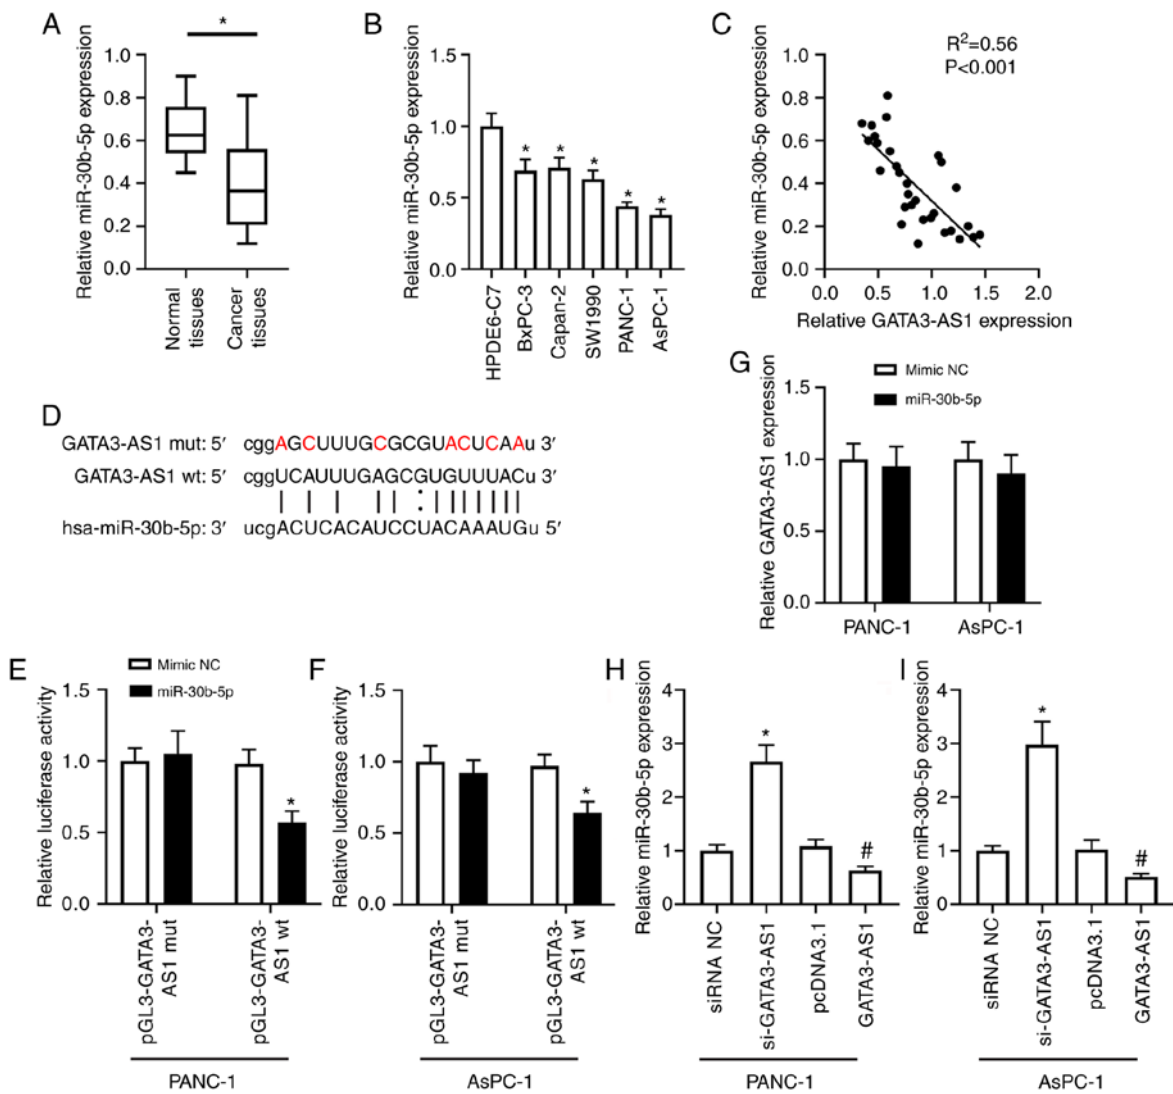 A
*
Relative miR-30b-5p expression
1.0
0.8
0.6
0.4
0.2
0.0
Normal tissues
Cancer tissues
B
Relative miR-30b-5p expression
1.5
1.0
0.5
0.0
*
*
*
*
*
HPDE6-C7
BxPC-3
Capan-2
SW1990
PANC-1
AsPC-1
C
Relative miR-30b-5p expression
R²=0.56
P<0.001
1.0
0.8
0.6
0.4
0.2
0.0
0.0 0.5 1.0 1.5 2.0
Relative GATA3-AS1 expression
D
GATA3-AS1 mut: 5′ cggAGCUUUGCGCGUACUCAAu 3′
GATA3-AS1 wt: 5′ cggUCAUUUGAGCGUGUUUACu
hsa-miR-30b-5p: 3′ ucgACUCACAUCCUACAAAUGu 5′
G
Mimic NC
miR-30b-5p
Relative GATA3-AS1 expression
1.5
1.0
0.5
0.0
PANC-1 AsPC-1
E
Mimic NC
miR-30b-5p
Relative luciferase activity
1.5
1.0
0.5
0.0
*
pGL3-GATA3-AS1 mut
pGL3-GATA3-AS1 wt
PANC-1
F
Relative luciferase activity
1.5
1.0
0.5
0.0
*
pGL3-GATA3-AS1 mut
pGL3-GATA3-AS1 wt
AsPC-1
H
Relative miR-30b-5p expression
4
3
2
1
0
*
#
siRNA NC
si-GATA3-AS1
pcDNA3.1
GATA3-AS1
PANC-1
I
Relative miR-30b-5p expression
4
3
2
1
0
*
#
siRNA NC
si-GATA3-AS1
pcDNA3.1
GATA3-AS1
AsPC-1